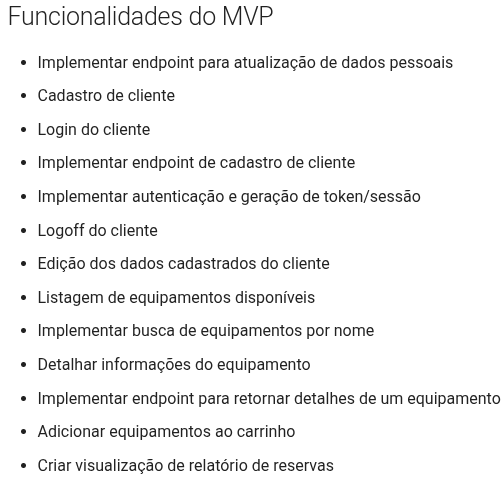 Funcionalidades do MVP
• Implementar endpoint para atualização de dados pessoais
• Cadastro de cliente
• Login do cliente
• Implementar endpoint de cadastro de cliente
• Implementar autenticação e geração de token/sessão
• Logoff do cliente
• Edição dos dados cadastrados do cliente
• Listagem de equipamentos disponíveis
• Implementar busca de equipamentos por nome
• Detalhar informações do equipamento
• Implementar endpoint para retornar detalhes de um equipamento
• Adicionar equipamentos ao carrinho
• Criar visualização de relatório de reservas